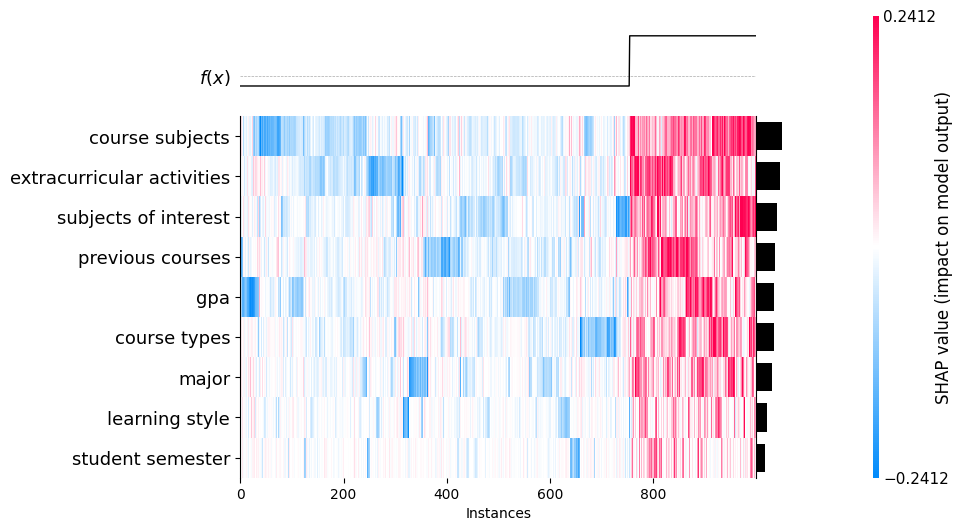 0.2412
f(x)
course subjects
extracurricular activities
subjects of interest
previous courses
gpa
course types
major
learning style
student semester
SHAP value (impact on model output)
−0.2412
0 200 400 600 800
Instances